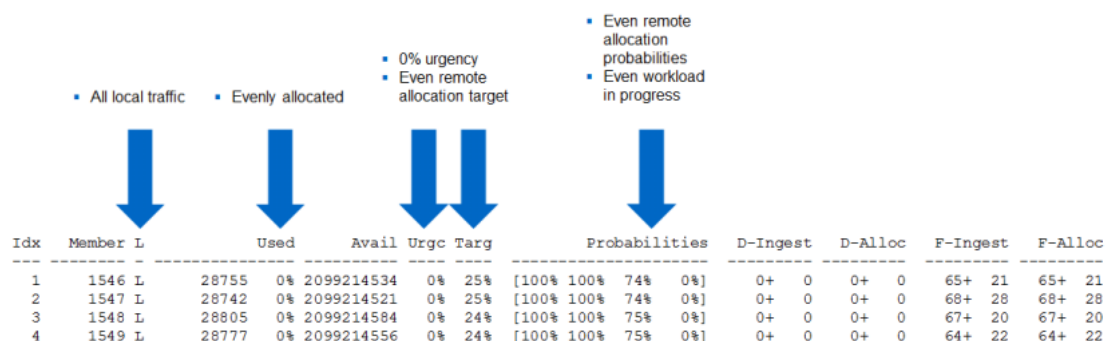 ▪ Even remote
allocation
probabilities
▪ Even workload
in progress
▪ 0% urgency
▪ Even remote
allocation target
▪ All local traffic
▪ Evenly allocated
Idx Member L Used Avail Urgc Targ Probabilities D-Ingest D-Alloc F-Ingest F-Alloc
--- --------- - ---------------- ---------- ---- ---- -------------------- --------- --------- --------- ---------
1 1546 L 28755 0% 2099214534 0% 25% [100% 100% 74% 0%] 0+ 0 0+ 0 65+ 21 65+ 21
2 1547 L 28742 0% 2099214521 0% 25% [100% 100% 74% 0%] 0+ 0 0+ 0 68+ 28 68+ 28
3 1548 L 28805 0% 2099214584 0% 24% [100% 100% 75% 0%] 0+ 0 0+ 0 67+ 20 67+ 20
4 1549 L 28777 0% 2099214556 0% 24% [100% 100% 75% 0%] 0+ 0 0+ 0 64+ 22 64+ 22